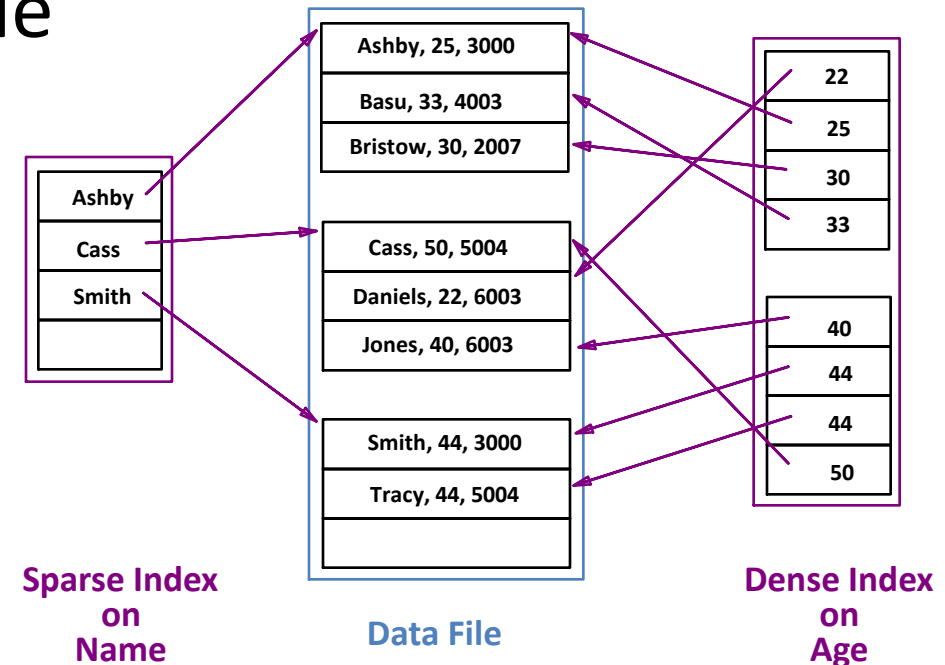 Ashby
Cass
Smith
Sparse Index
on
Name
Ashby, 25, 3000
Basu, 33, 4003
Bristow, 30, 2007
Cass, 50, 5004
Daniels, 22, 6003
Jones, 40, 6003
Smith, 44, 3000
Tracy, 44, 5004
Data File
22
25
30
33
40
44
44
50
Dense Index
on
Age